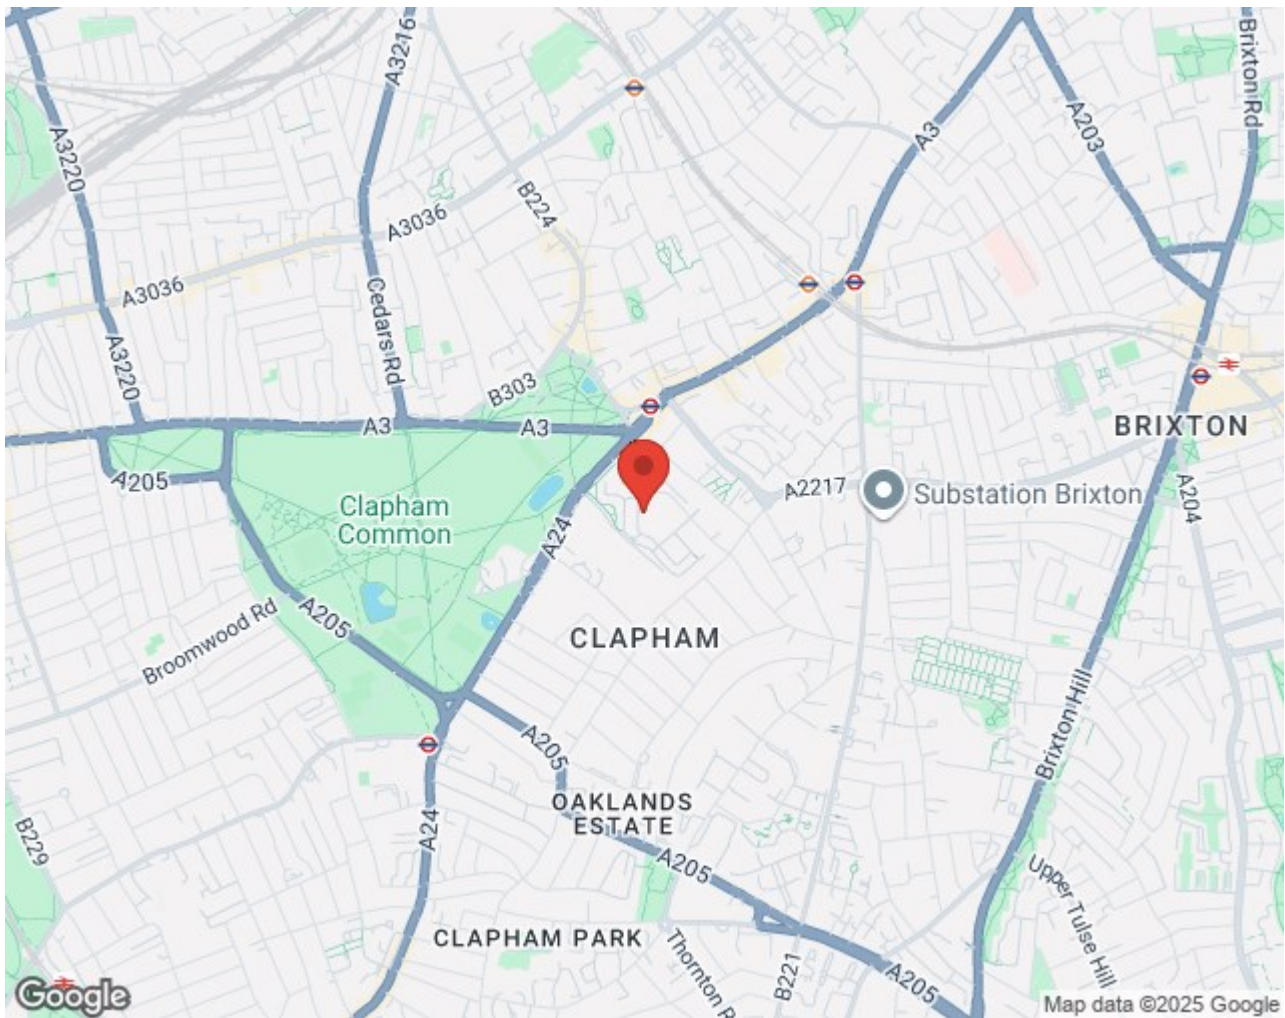 A3216
Brixton Rd
A3220
A203
A3
B224
A3036
A3036
Cedars Rd
A3220
B303
A3
A3
BRIXTON
A205
A2217
Substation Brixton
A204
Clapham
Common
A24
A205
Broomwood Rd
CLAPHAM
Brixton Hill
A205
OAKLANDS
ESTATE
B229
A24
A205
Upper Tulse Hill
CLAPHAM PARK
Thornton R
B221
A205
Google
Map data ©2025 Google